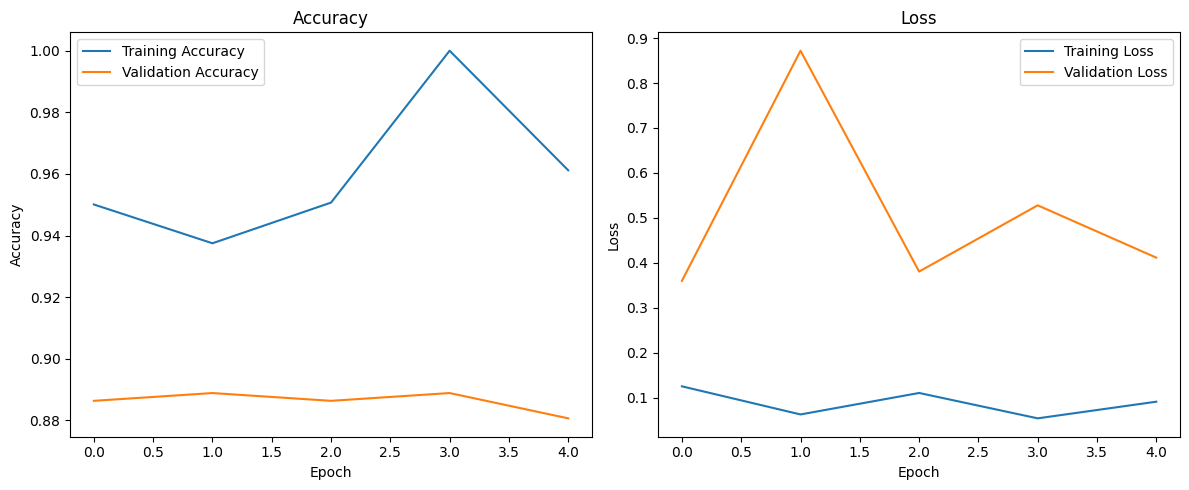 Accuracy
Training Accuracy
Validation Accuracy
1.00
0.98
0.96
0.94
0.92
0.90
0.88
Accuracy
0.0 0.5 1.0 1.5 2.0 2.5 3.0 3.5 4.0
Epoch
Loss
Training Loss
Validation Loss
0.9
0.8
0.7
0.6
0.5
0.4
0.3
0.2
0.1
Loss
0.0 0.5 1.0 1.5 2.0 2.5 3.0 3.5 4.0
Epoch